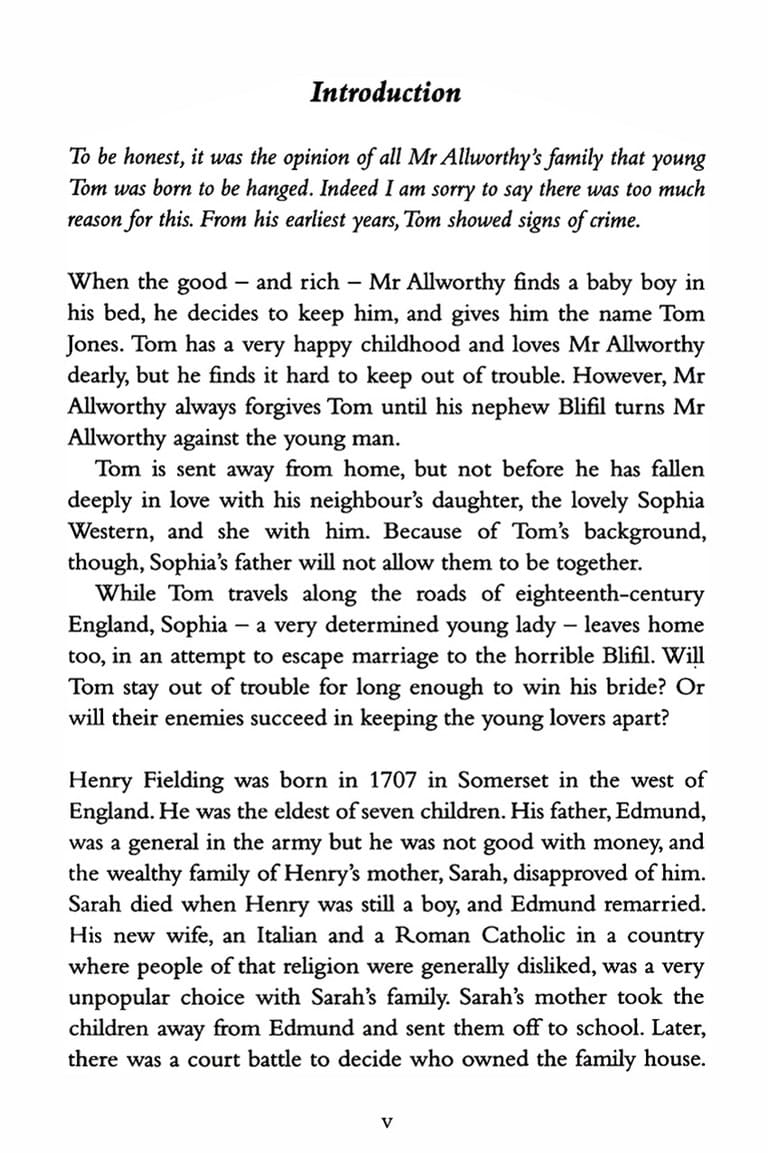 Introduction
To be honest, it was the opinion of all Mr Allworthy's family that young
Tom was born to be hanged. Indeed I am sorry to say there was too much
reason for this. From his earliest years, Tom showed signs of crime.
When the good – and rich – Mr Allworthy finds a baby boy in
his bed, he decides to keep him, and gives him the name Tom
Jones. Tom has a very happy childhood and loves Mr Allworthy
dearly, but he finds it hard to keep out of trouble. However, Mr
Allworthy always forgives Tom until his nephew Blifil turns Mr
Allworthy against the young man.
Tom is sent away from home, but not before he has fallen
deeply in love with his neighbour's daughter, the lovely Sophia
Western, and she with him. Because of Tom's background,
though, Sophia's father will not allow them to be together.
While Tom travels along the roads of eighteenth-century
England, Sophia – a very determined young lady – leaves home
too, in an attempt to escape marriage to the horrible Blifil. Will
Tom stay out of trouble for long enough to win his bride? Or
will their enemies succeed in keeping the young lovers apart?
Henry Fielding was born in 1707 in Somerset in the west of
England. He was the eldest of seven children. His father, Edmund,
was a general in the army but he was not good with money, and
the wealthy family of Henry's mother, Sarah, disapproved of him.
Sarah died when Henry was still a boy, and Edmund remarried.
His new wife, an Italian and a Roman Catholic in a country
where people of that religion were generally disliked, was a very
unpopular choice with Sarah's family. Sarah's mother took the
children away from Edmund and sent them off to school. Later,
there was a court battle to decide who owned the family house.
v